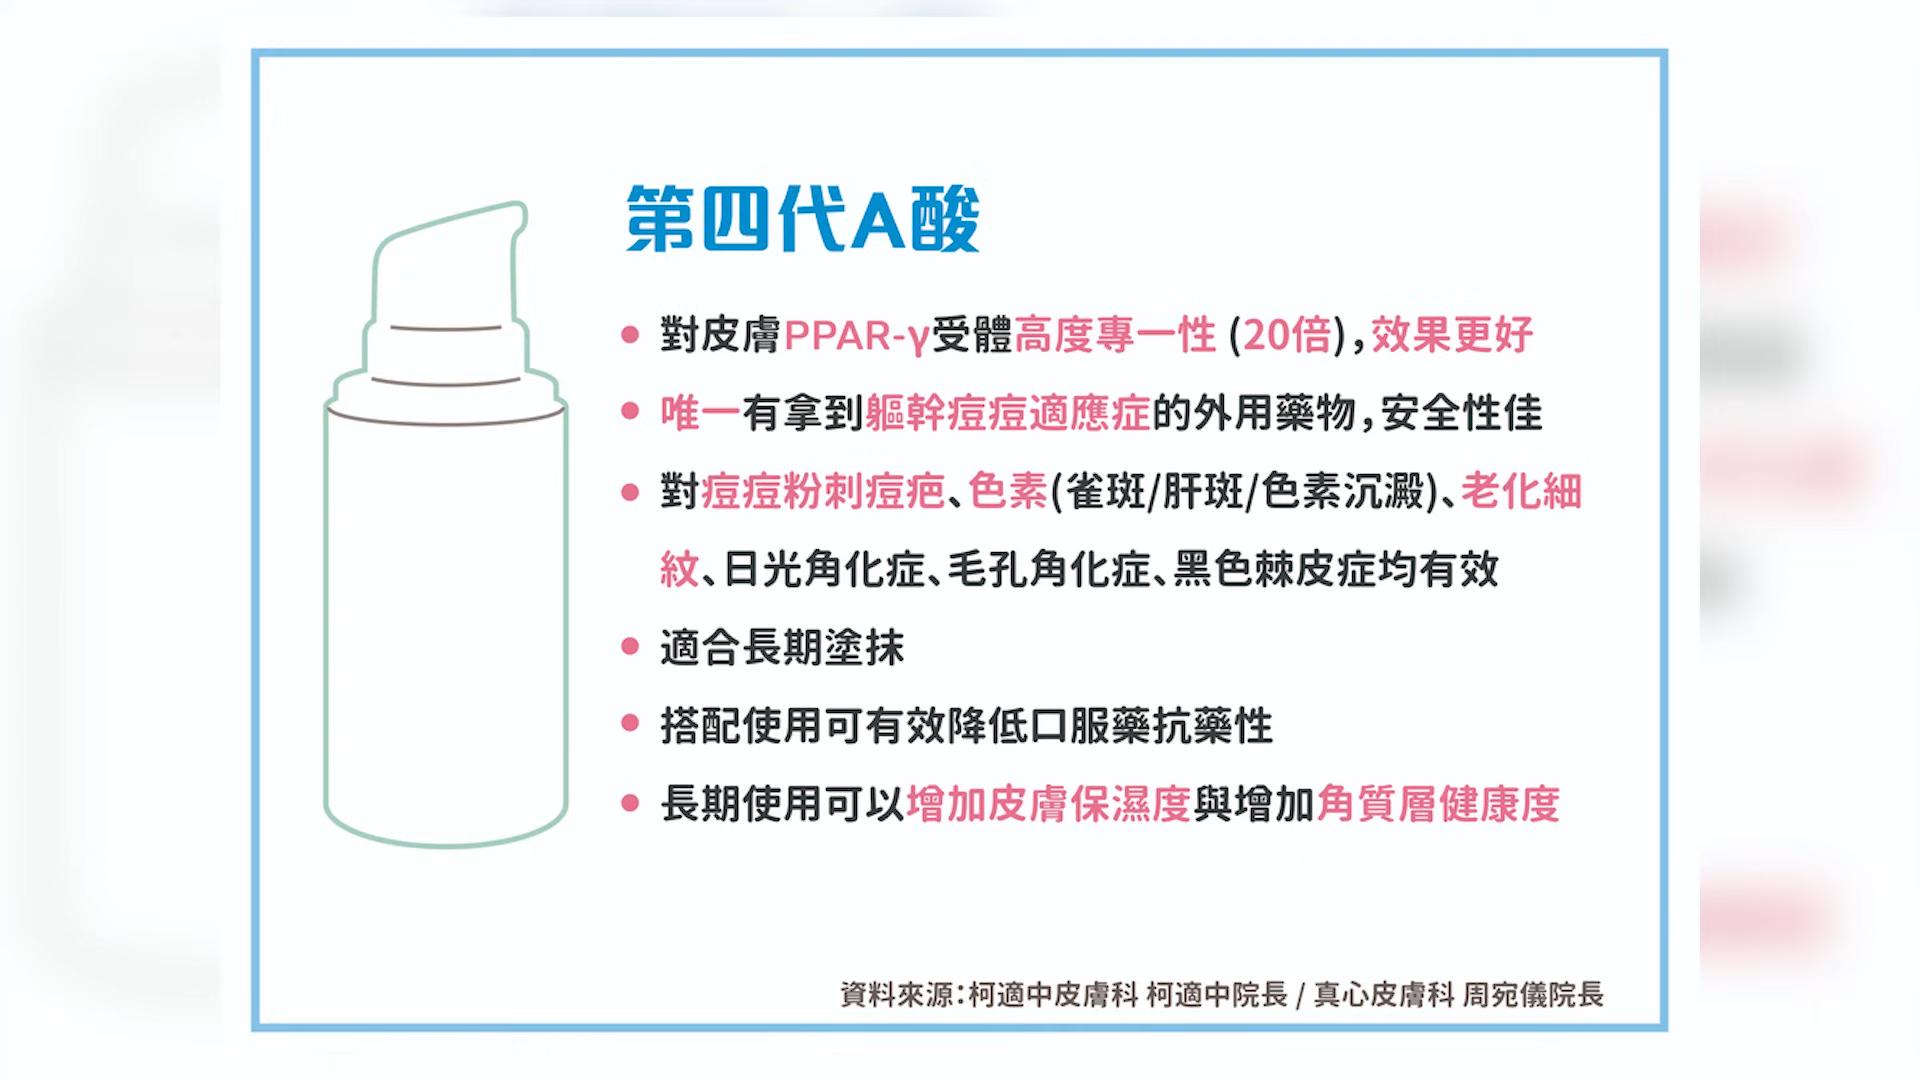 第四代A酸
• 對皮膚PPAR-γ受體高度專一性 (20倍)，效果更好
• 唯一有拿到軀幹痘痘適應症的外用藥物，安全性佳
• 對痘痘粉刺痘疤、色素(雀斑/肝斑/色素沉澱)、老化細
紋、日光角化症、毛孔角化症、黑色棘皮症均有效
• 適合長期塗抹
• 搭配使用可有效降低口服藥抗藥性
• 長期使用可以增加皮膚保濕度與增加角質層健康度
資料來源：柯適中皮膚科 柯適中院長 / 真心皮膚科 周宛儀院長